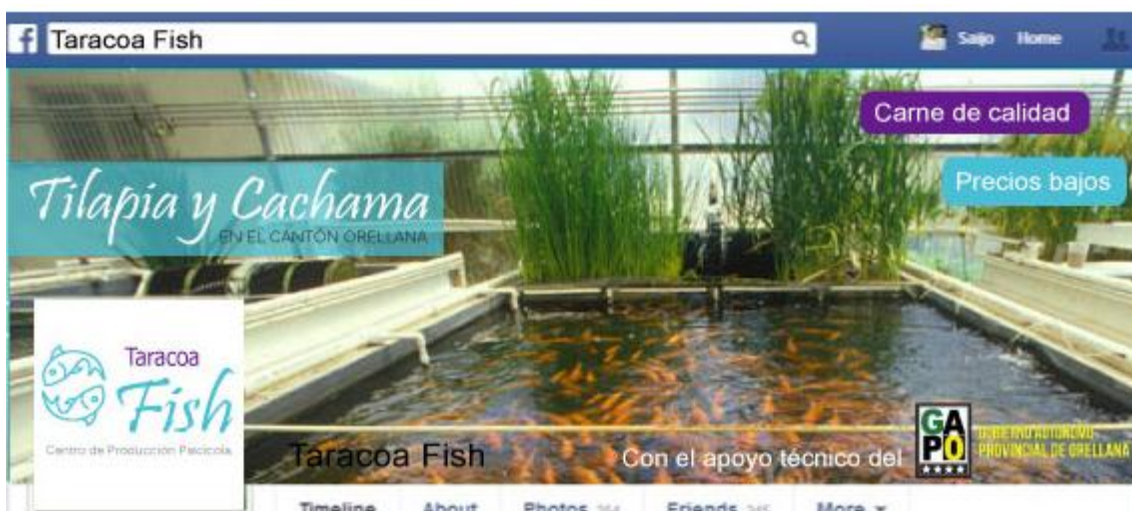 Taracoa Fish
Saijo Home
Carne de calidad
Tilapia y Cachama
EN EL CANTÓN ORELLANA
Precios bajos
Taracoa
Fish
Centro de Producción Piscícola
Taracoa Fish
Con el apoyo técnico del
GA
PO
GOBIERNO AUTÓNOMO
PROVINCIAL DE ORELLANA
Timeline About Photos Friends More